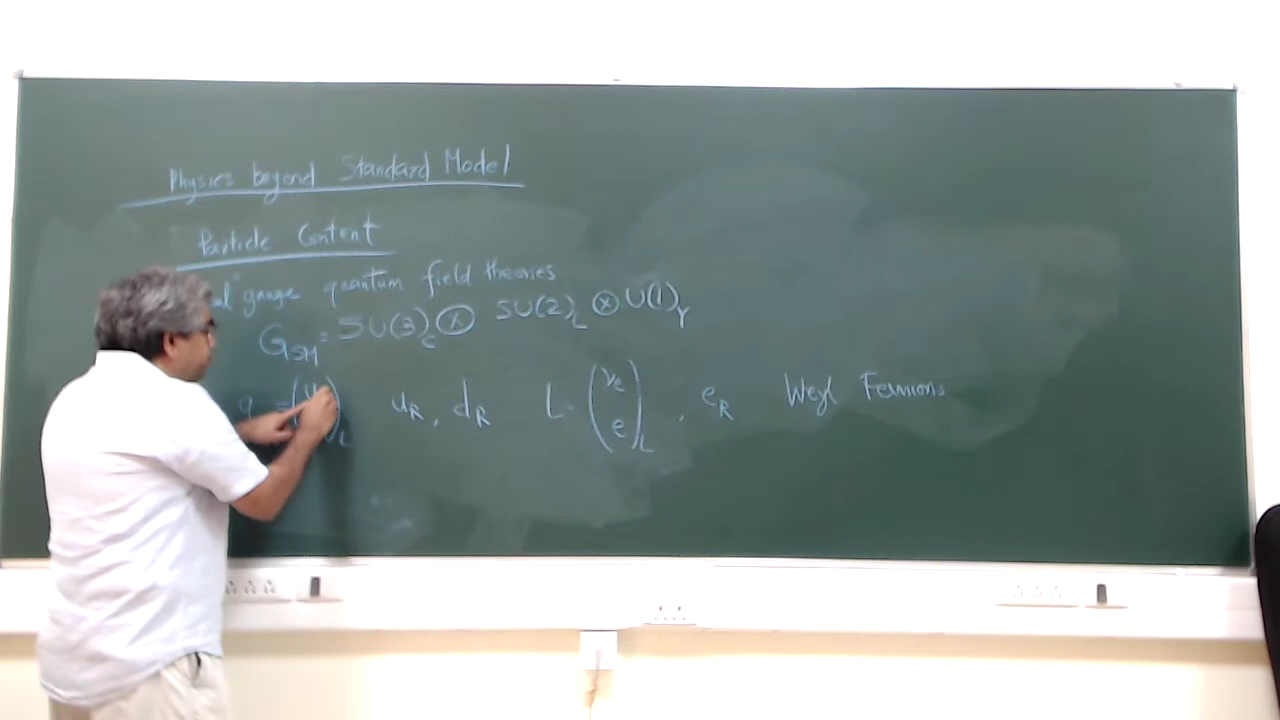 Physics beyond Standard Model
Particle Content
gauge quantum field theories
G_SM = SU(3)_C ⊗ SU(2)_L ⊗ U(1)_Y
q = (u )_L u_R, d_R L = (ν_e e)_L, e_R Weyl Fermions